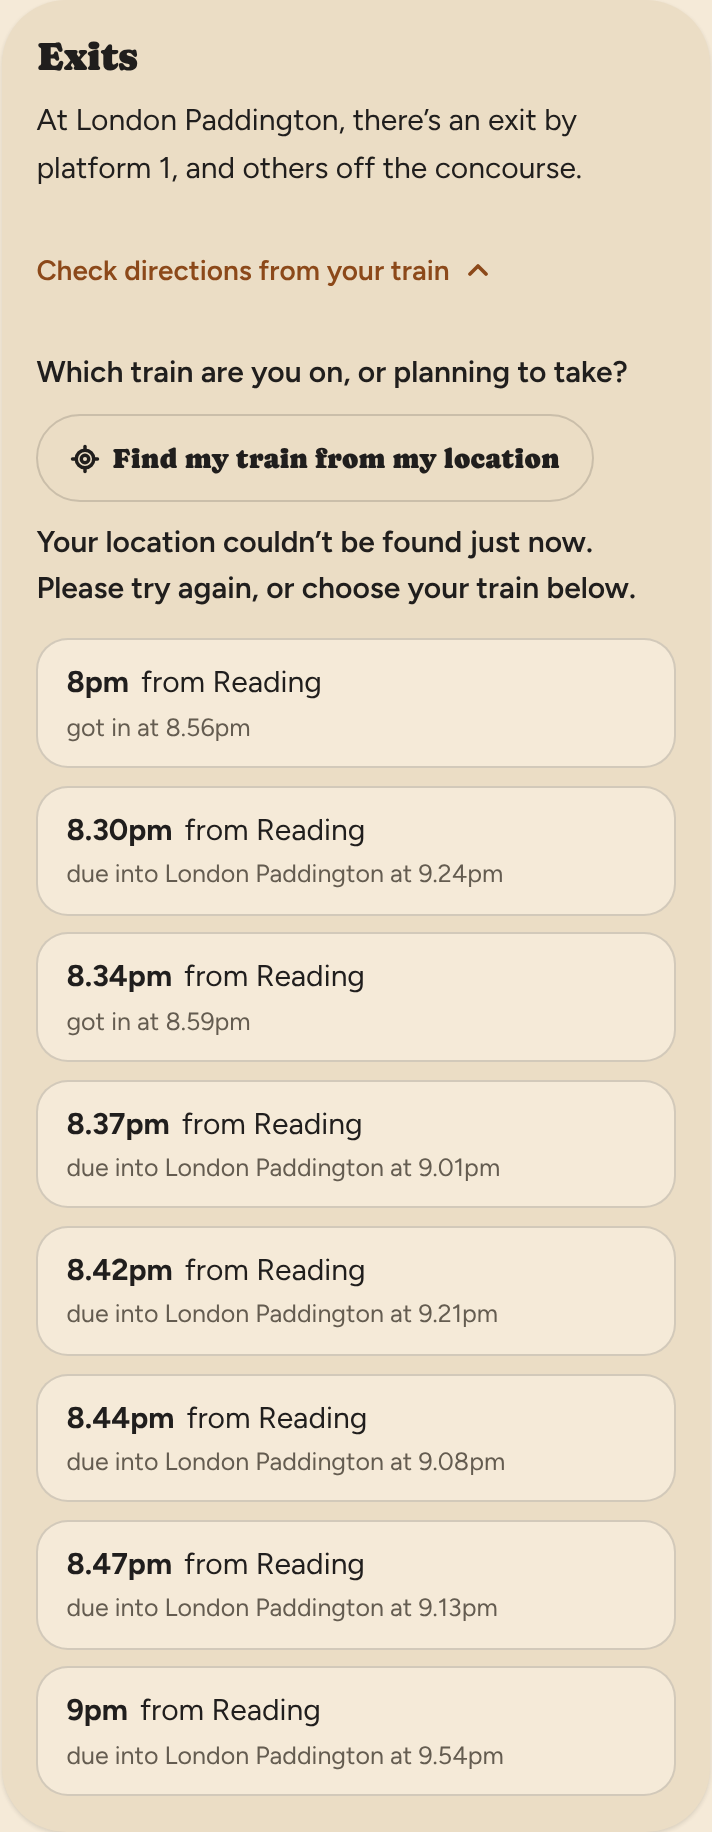 Exits
At London Paddington, there’s an exit by
platform 1, and others off the concourse.
Check directions from your train
Which train are you on, or planning to take?
Find my train from my location
Your location couldn’t be found just now.
Please try again, or choose your train below.
8pm from Reading
got in at 8.56pm
8.30pm from Reading
due into London Paddington at 9.24pm
8.34pm from Reading
got in at 8.59pm
8.37pm from Reading
due into London Paddington at 9.01pm
8.42pm from Reading
due into London Paddington at 9.21pm
8.44pm from Reading
due into London Paddington at 9.08pm
8.47pm from Reading
due into London Paddington at 9.13pm
9pm from Reading
due into London Paddington at 9.54pm